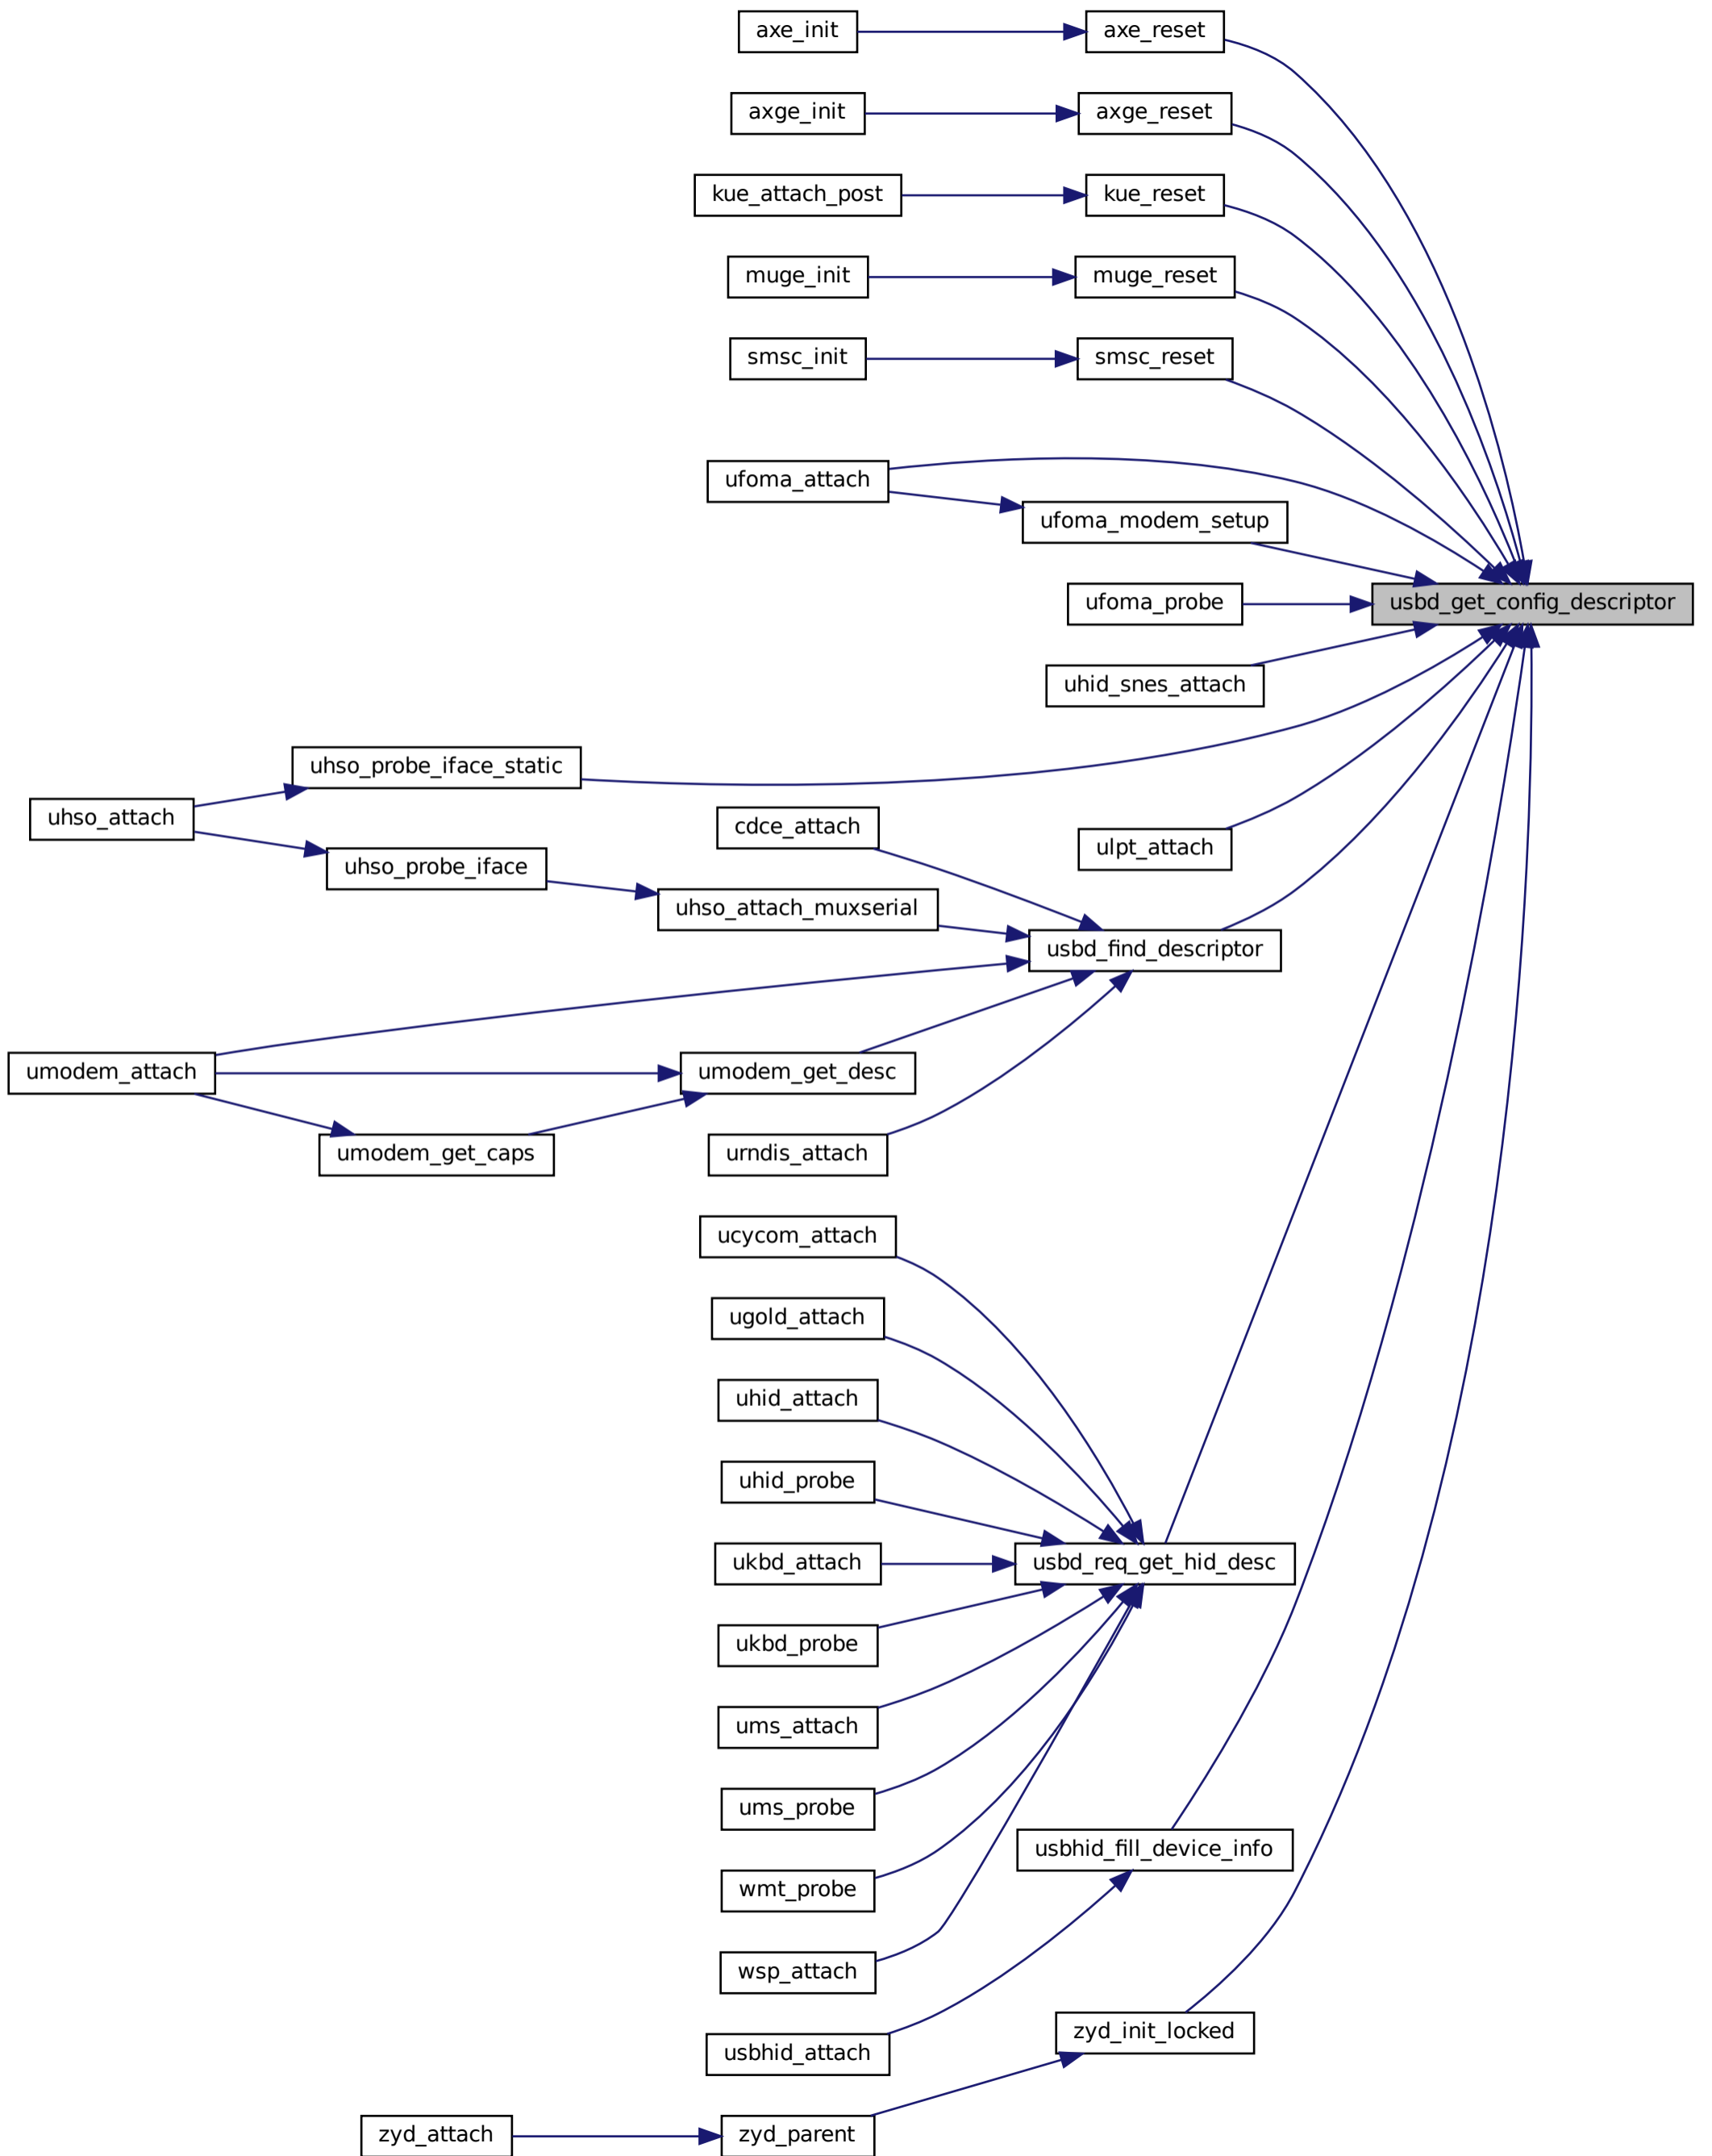 axe_init
axe_reset
axge_init
axge_reset
kue_attach_post
kue_reset
muge_init
muge_reset
smsc_init
smsc_reset
ufoma_attach
ufoma_modem_setup
ufoma_probe
usbd_get_config_descriptor
uhid_snes_attach
uhso_probe_iface_static
uhso_attach
cdce_attach
ulpt_attach
uhso_probe_iface
uhso_attach_muxserial
usbd_find_descriptor
umodem_attach
umodem_get_desc
umodem_get_caps
urndis_attach
ucycom_attach
ugold_attach
uhid_attach
uhid_probe
ukbd_attach
usbd_req_get_hid_desc
ukbd_probe
ums_attach
ums_probe
usbhid_fill_device_info
wmt_probe
wsp_attach
zyd_init_locked
usbhid_attach
zyd_attach
zyd_parent